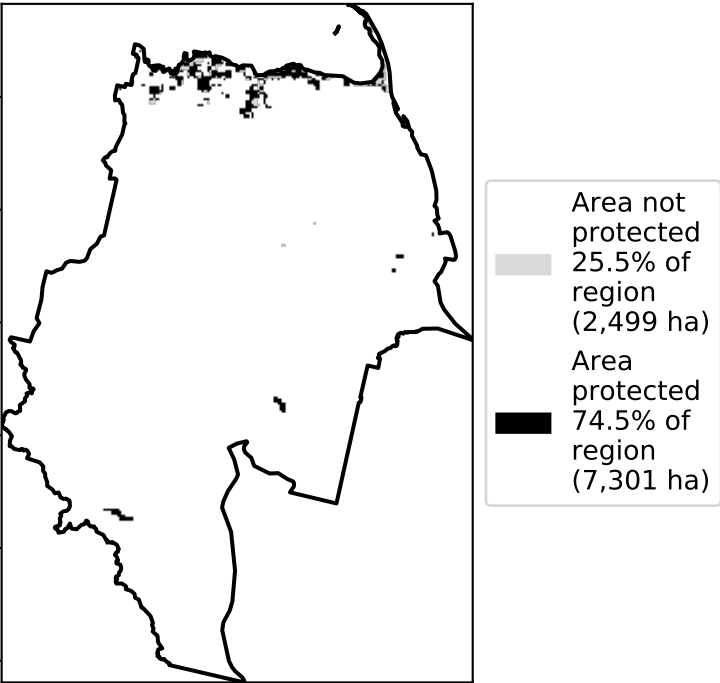 Area not
protected
25.5% of
region
(2,499 ha)
Area
protected
74.5% of
region
(7,301 ha)